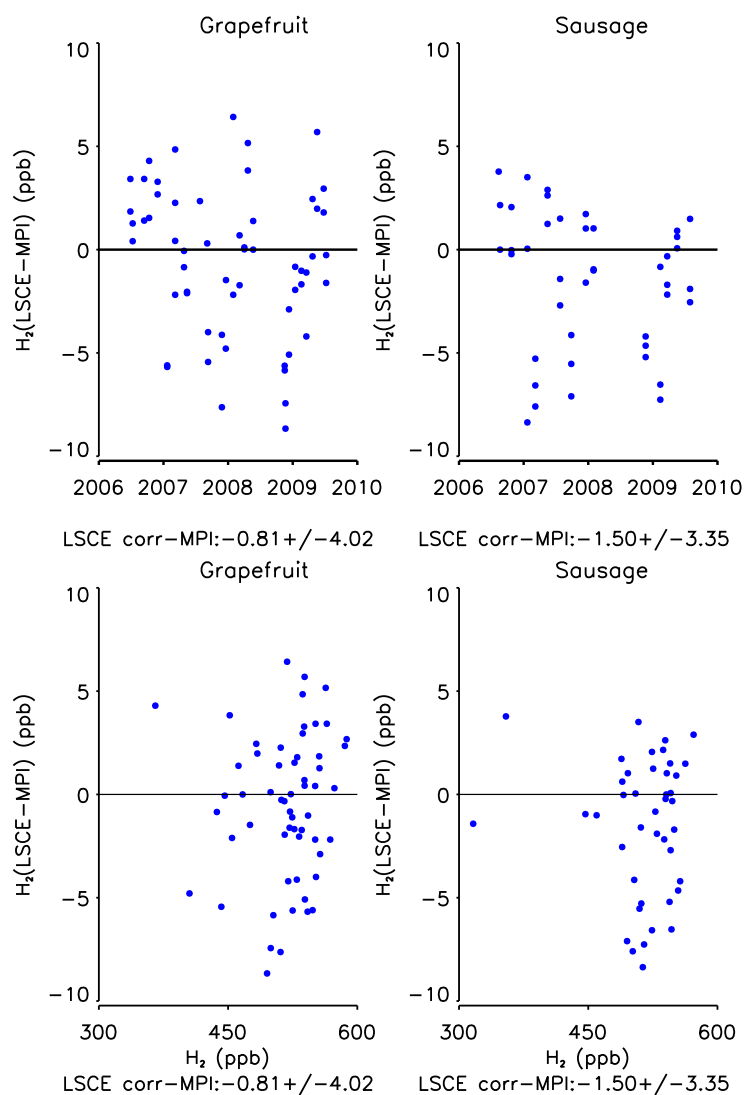 Grapefruit Sausage
10 10
5 5
0 0
−5 −5
−10 −10
H₂(LSCE−MPI) (ppb) H₂(LSCE−MPI) (ppb)
2006 2007 2008 2009 2010 2006 2007 2008 2009 2010
LSCE corr−MPI:−0.81+/−4.02 LSCE corr−MPI:−1.50+/−3.35
Grapefruit Sausage
10 10
5 5
0 0
−5 −5
−10 −10
H₂(LSCE−MPI) (ppb) H₂(LSCE−MPI) (ppb)
300 450 600 300 450 600
H₂ (ppb) H₂ (ppb)
LSCE corr−MPI:−0.81+/−4.02 LSCE corr−MPI:−1.50+/−3.35